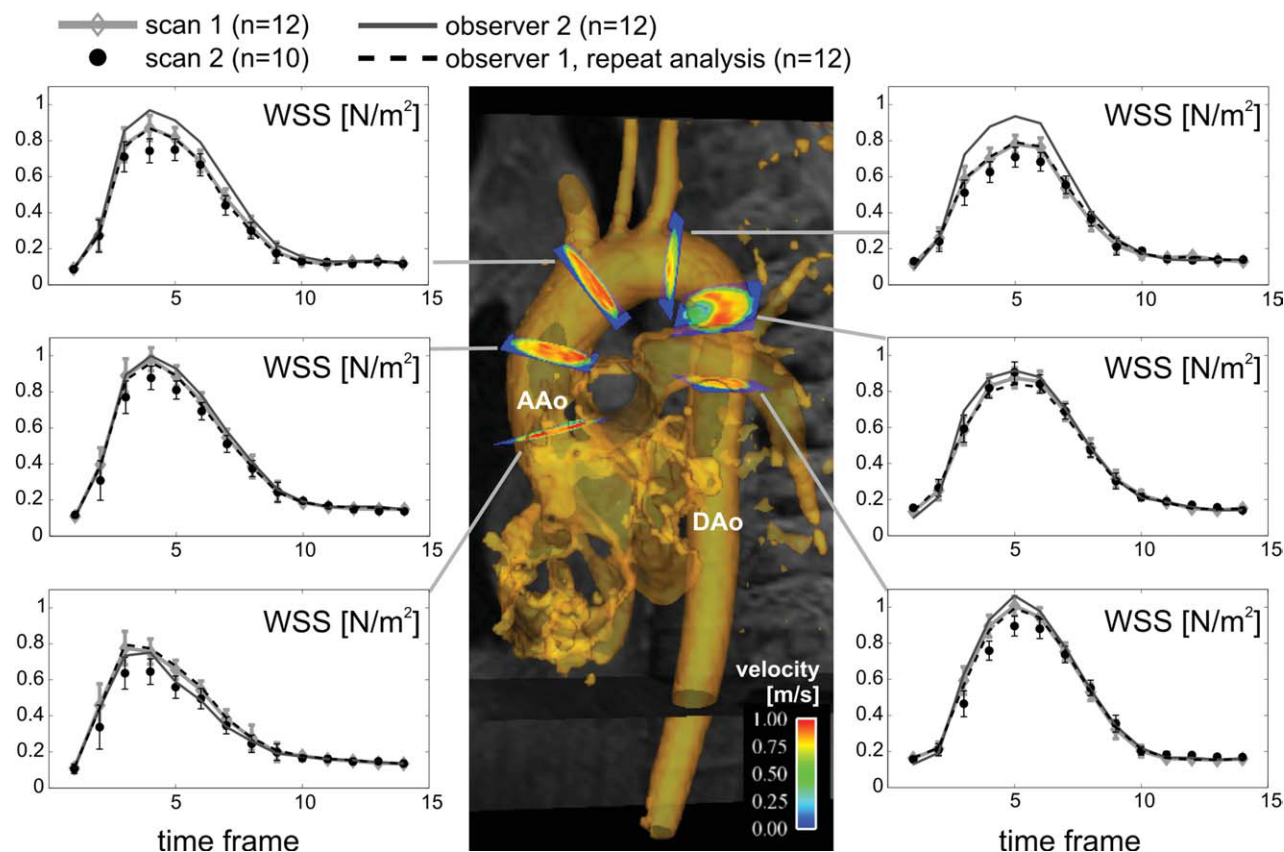 scan 1 (n=12) observer 2 (n=12)
scan 2 (n=10) observer 1, repeat analysis (n=12)
WSS [N/m²]
1
0.8
0.6
0.4
0.2
0
5 10 15
WSS [N/m²]
1
0.8
0.6
0.4
0.2
0
5 10 15
WSS [N/m²]
1
0.8
0.6
0.4
0.2
0
5 10 15
time frame
AAo
DAo
velocity
[m/s]
1.00
0.75
0.50
0.25
0.00
WSS [N/m²]
1
0.8
0.6
0.4
0.2
0
5 10 15
WSS [N/m²]
1
0.8
0.6
0.4
0.2
0
5 10 15
WSS [N/m²]
1
0.8
0.6
0.4
0.2
0
5 10 15
time frame